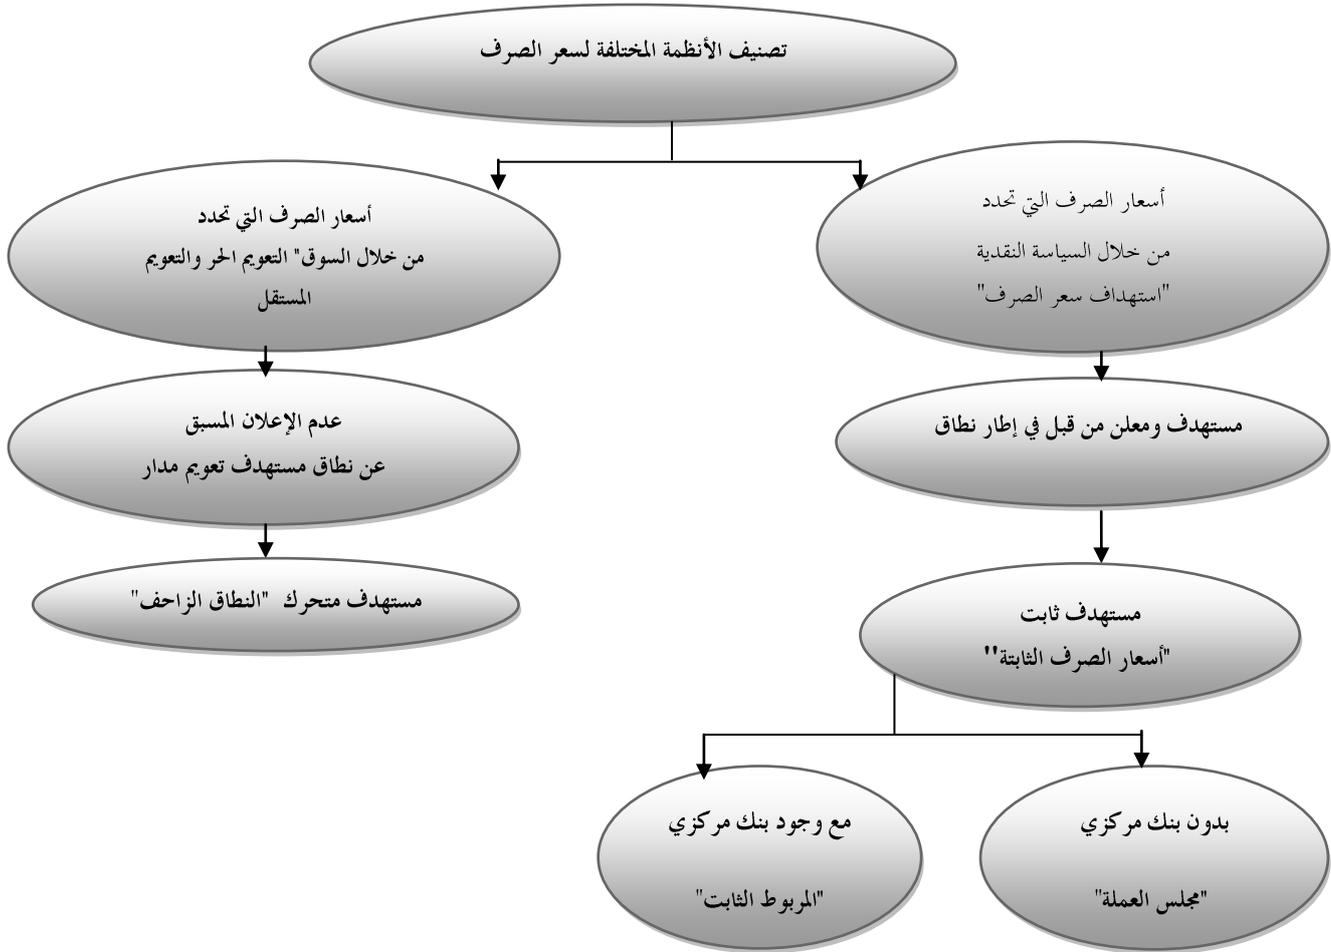 تصنيف الأنظمة المختلفة لسعر الصرف
أسعار الصرف التي تحدد
من خلال السياسة النقدية
"استهداف سعر الصرف"
أسعار الصرف التي تحدد
من خلال السوق" التعويم الحر والتعويم
المستقل
مستهدف ومعلن من قبل في إطار نطاق
عدم الإعلان المسبق
عن نطاق مستهدف تعويم مدار
مستهدف ثابت
"أسعار الصرف الثابتة"
مستهدف متحرك "النطاق الزاحف"
بدون بنك مركزي
"مجلس العملة"
مع وجود بنك مركزي
"المربوط الثابت"